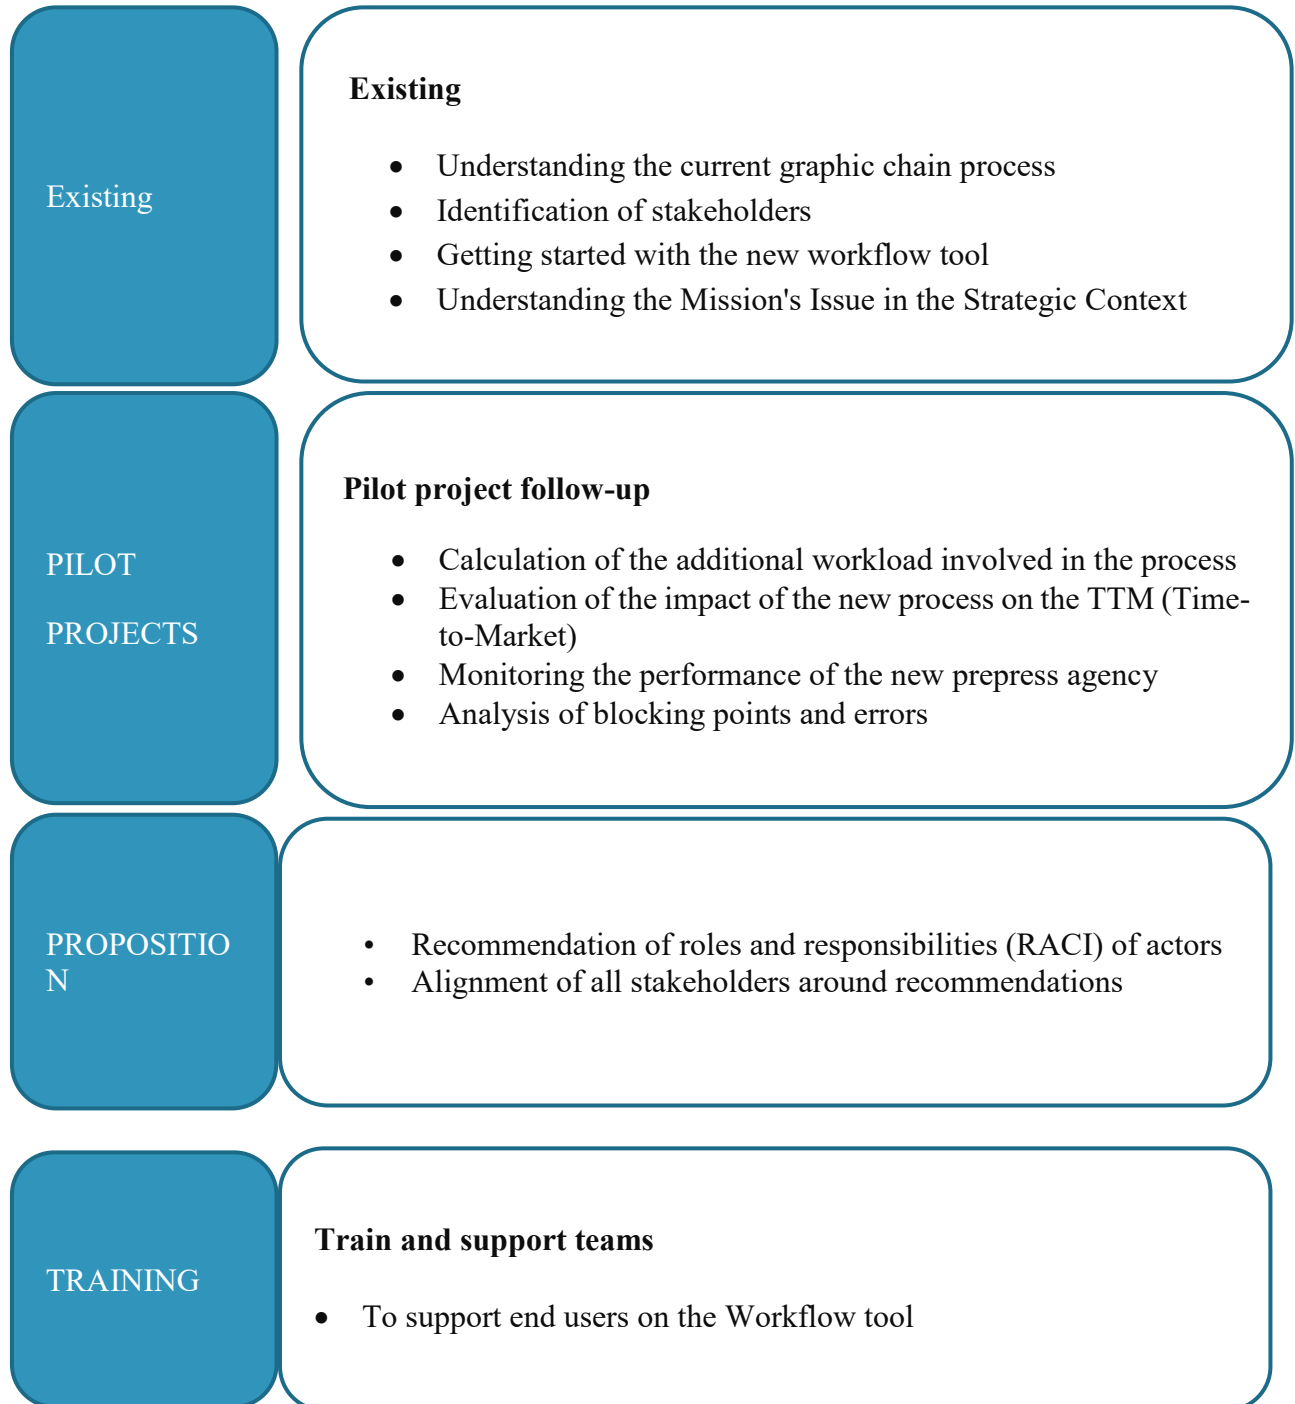 Existing
Existing
• Understanding the current graphic chain process
• Identification of stakeholders
• Getting started with the new workflow tool
• Understanding the Mission's Issue in the Strategic Context
PILOT
PROJECTS
Pilot project follow-up
• Calculation of the additional workload involved in the process
• Evaluation of the impact of the new process on the TTM (Time-
to-Market)
• Monitoring the performance of the new prepress agency
• Analysis of blocking points and errors
PROPOSITIO
N
• Recommendation of roles and responsibilities (RACI) of actors
• Alignment of all stakeholders around recommendations
TRAINING
Train and support teams
• To support end users on the Workflow tool